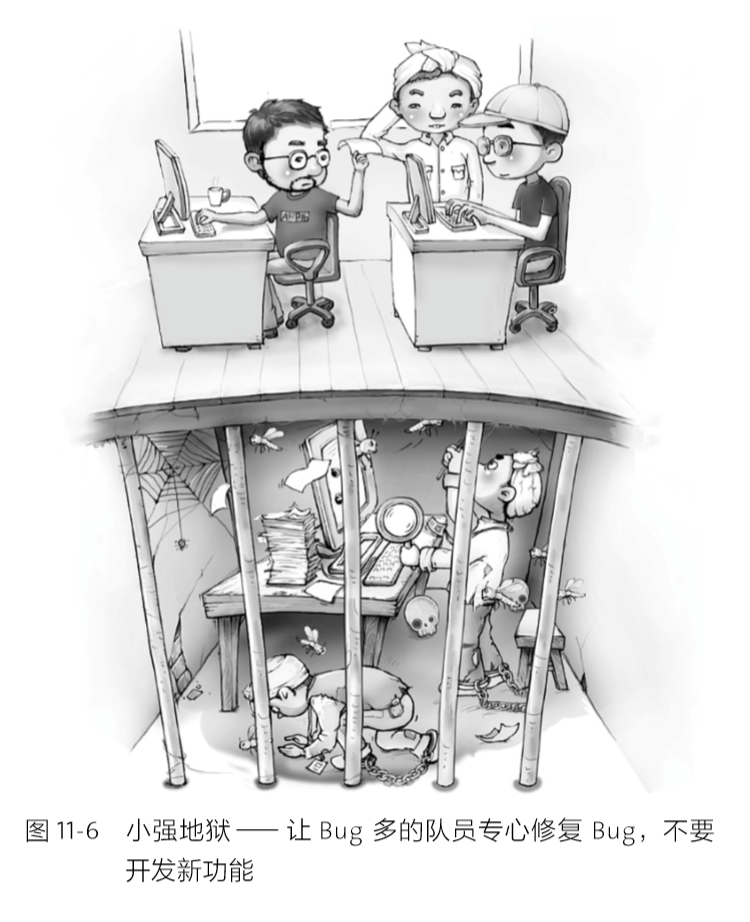 图 11-6 小强地狱 —— 让 Bug 多的队员专心修复 Bug，不要
开发新功能